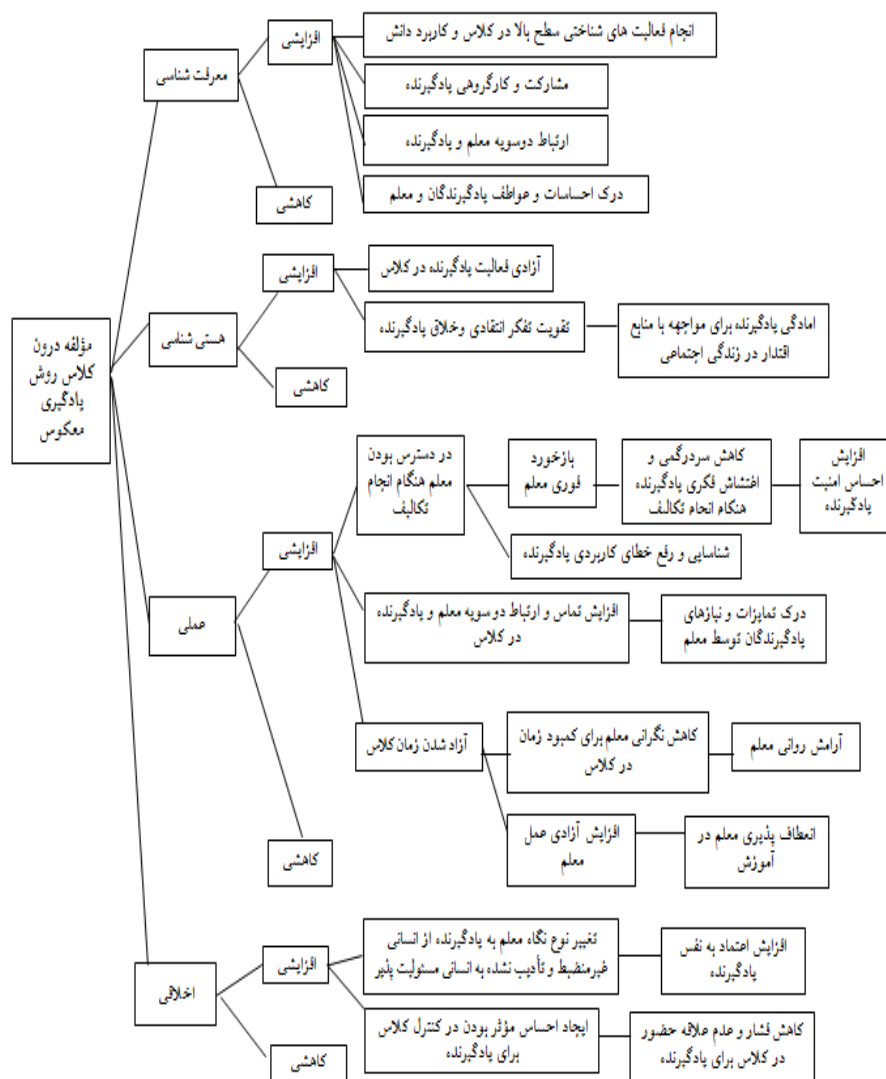 مؤلفه درون
کلاس روش
یادگیری
معکوس
معرفت شناسی
افزایشی
انجام فعالیت های شناختی سطح بالا در کلاس و کاربرد دانش
مشارکت و کارگروهی یادگیرنده
ارتباط دوسویه معلم و یادگیرنده
درک احساسات و عواطف یادگیرندگان و معلم
کاهشی
هستی شناسی
افزایشی
آزادی فعالیت یادگیرنده در کلاس
تقویت تفکر انتقادی وخلاق یادگیرنده
امادگی یادگیرنده برای مواجهه با منابع
اقتدار در زندگی اجتماعی
کاهشی
عملی
افزایشی
در دسترس بودن
معلم هنگام انجام
تکالیف
بازخورد
فوری معلم
کاهش سردرگمی و
اغتشاش فکری یادگیرنده
هنگام انجام تکالیف
افزایش
احساس امنیت
یادگیرنده
شناسایی و رفع خطای کاربردی یادگیرنده
افزایش تماس و ارتباط دوسویه معلم و یادگیرنده
در کلاس
درک تمایزات و نیازهای
یادگیرندگان توسط معلم
آزاد شدن زمان کلاس
کاهش نگرانی معلم برای کمبود زمان
در کلاس
آرامش روانی معلم
افزایش آزادی عمل
معلم
انعطاف پذیری معلم در
آموزش
کاهشی
اخلاقی
افزایشی
تغییر نوع نگاه معلم به یادگیرنده از انسانی
غیرمنضبط و تأدیب نشده به انسانی مسئولیت پذیر
افزایش اعتماد به نفس
یادگیرنده
ایجاد احساس مؤثر بودن در کنترل کلاس
برای یادگیرنده
کاهش فشار و عدم علاقه حضور
در کلاس برای یادگیرنده
کاهشی